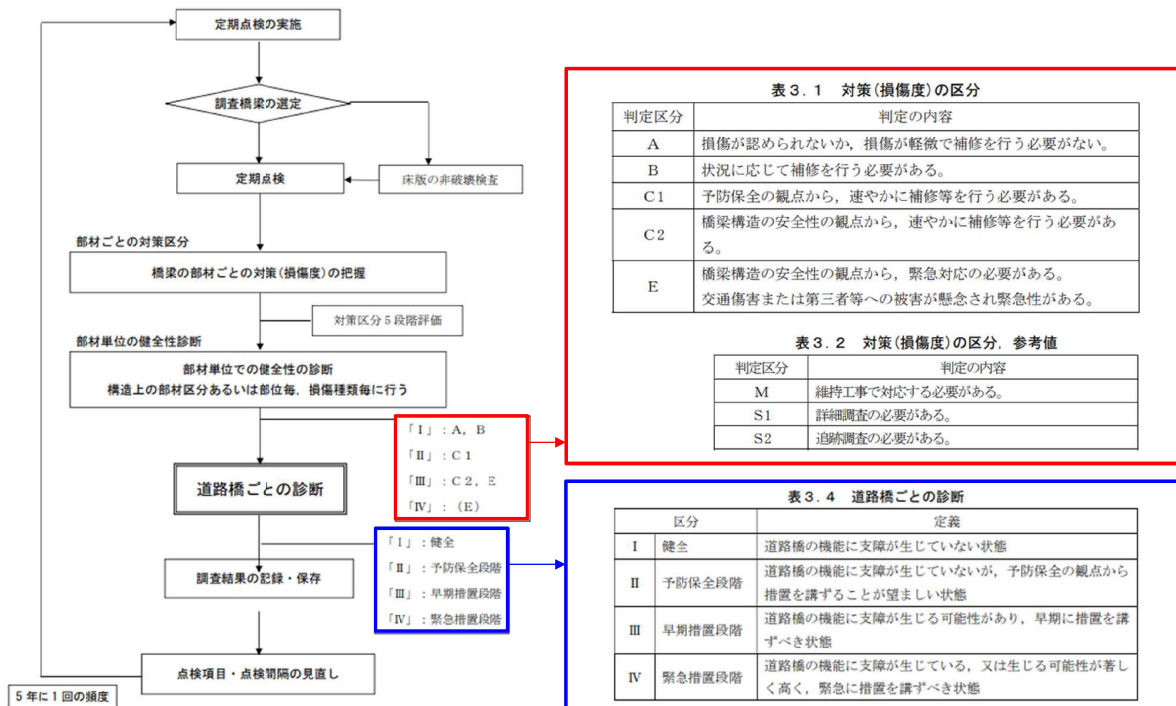 定期点検の実施
調査橋梁の選定
定期点検
床版の非破壊検査
部材ごとの対策区分
橋梁の部材ごとの対策(損傷度)の把握
対策区分5段階評価
部材単位の健全性診断
部材単位での健全性の診断
構造上の部材区分あるいは部位毎，損傷種類毎に行う
「Ⅰ」：A，B
「Ⅱ」：C1
「Ⅲ」：C2，E
「Ⅳ」：(E)
道路橋ごとの診断
「Ⅰ」：健全
「Ⅱ」：予防保全段階
「Ⅲ」：早期措置段階
「Ⅳ」：緊急措置段階
調査結果の記録・保存
点検項目・点検間隔の見直し
5年に1回の頻度
表3．1　対策(損傷度)の区分
判定区分　判定の内容
A　損傷が認められないか，損傷が軽微で補修を行う必要がない。
B　状況に応じて補修を行う必要がある。
C1　予防保全の観点から，速やかに補修等を行う必要がある。
C2　橋梁構造の安全性の観点から，速やかに補修等を行う必要があ
る。
E　橋梁構造の安全性の観点から，緊急対応の必要がある。
交通傷害または第三者等への被害が懸念され緊急性がある。
表3．2　対策(損傷度)の区分，参考値
判定区分　判定の内容
M　維持工事で対応する必要がある。
S1　詳細調査の必要がある。
S2　追跡調査の必要がある。
表3．4　道路橋ごとの診断
区分　定義
Ⅰ　健全　道路橋の機能に支障が生じていない状態
Ⅱ　予防保全段階　道路橋の機能に支障が生じていないが，予防保全の観点から
措置を講ずることが望ましい状態
Ⅲ　早期措置段階　道路橋の機能に支障が生じる可能性があり，早期に措置を講
ずべき状態
Ⅳ　緊急措置段階　道路橋の機能に支障が生じている，又は生じる可能性が著し
く高く，緊急に措置を講ずべき状態